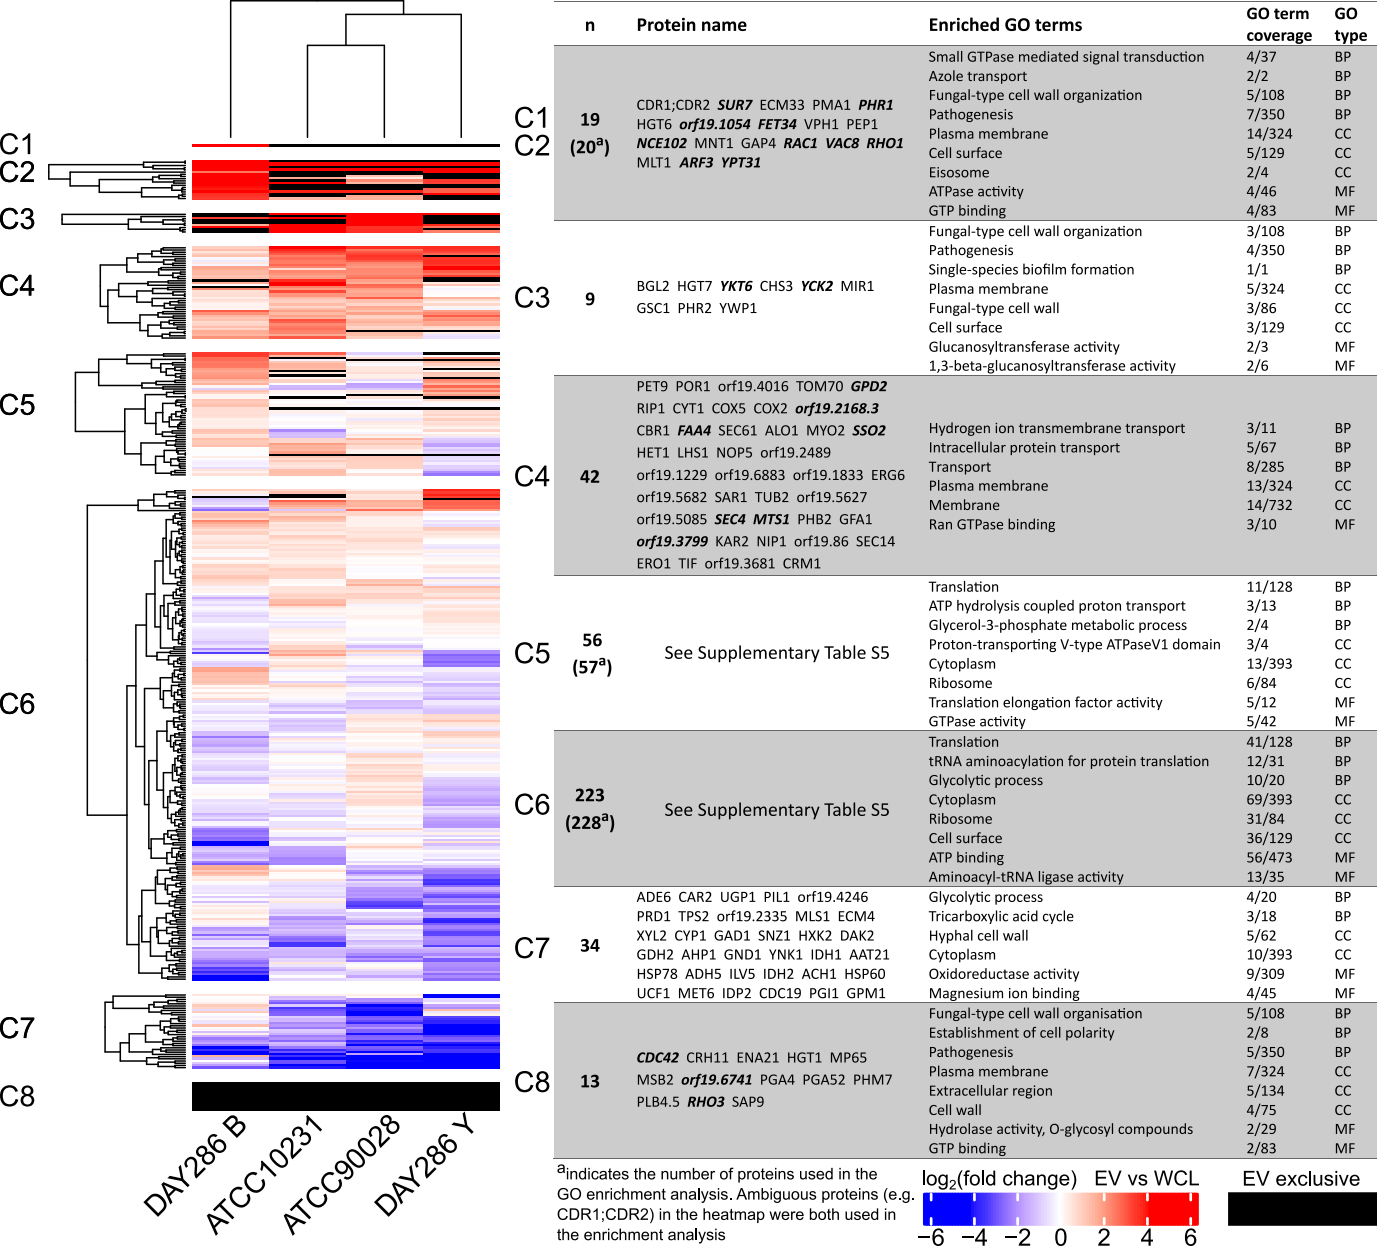 n Protein name Enriched GO terms GO term coverage GO type
C1
C2
C3
C4
C5
C6
C7
C8
DAY286 B
ATCC10231
ATCC90028
DAY286 Y
C1
C2
19
(20a)
CDR1;CDR2 SUR7 ECM33 PMA1 PHR1
HGT6 orf19.1054 FET34 VPH1 PEP1
NCE102 MNT1 GAP4 RAC1 VAC8 RHO1
MLT1 ARF3 YPT31
Small GTPase mediated signal transduction 4/37 BP
Azole transport 2/2 BP
Fungal-type cell wall organization 5/108 BP
Pathogenesis 7/350 BP
Plasma membrane 14/324 CC
Cell surface 5/129 CC
Eisosome 2/4 CC
ATPase activity 4/46 MF
GTP binding 4/83 MF
C3
9
BGL2 HGT7 YKT6 CHS3 YCK2 MIR1
GSC1 PHR2 YWP1
Fungal-type cell wall organization 3/108 BP
Pathogenesis 4/350 BP
Single-species biofilm formation 1/1 BP
Plasma membrane 5/324 CC
Fungal-type cell wall 3/86 CC
Cell surface 3/129 CC
Glucanosyltransferase activity 2/3 MF
1,3-beta-glucanosyltransferase activity 2/6 MF
C4
42
PET9 POR1 orf19.4016 TOM70 GPD2
RIP1 CYT1 COX5 COX2 orf19.2168.3
CBR1 FAA4 SEC61 ALO1 MYO2 SSO2
HET1 LHS1 NOP5 orf19.2489
orf19.1229 orf19.6883 orf19.1833 ERG6
orf19.5682 SAR1 TUB2 orf19.5627
orf19.5085 SEC4 MTS1 PHB2 GFA1
orf19.3799 KAR2 NIP1 orf19.86 SEC14
ERO1 TIF orf19.3681 CRM1
Hydrogen ion transmembrane transport 3/11 BP
Intracellular protein transport 5/67 BP
Transport 8/285 BP
Plasma membrane 13/324 CC
Membrane 14/732 CC
Ran GTPase binding 3/10 MF
C5
56
(57a)
See Supplementary Table S5
Translation 11/128 BP
ATP hydrolysis coupled proton transport 3/13 BP
Glycerol-3-phosphate metabolic process 2/4 BP
Proton-transporting V-type ATPaseV1 domain 3/4 CC
Cytoplasm 13/393 CC
Ribosome 6/84 CC
Translation elongation factor activity 5/12 MF
GTPase activity 5/42 MF
C6
223
(228a)
See Supplementary Table S5
Translation 41/128 BP
tRNA aminoacylation for protein translation 12/31 BP
Glycolytic process 10/20 BP
Cytoplasm 69/393 CC
Ribosome 31/84 CC
Cell surface 36/129 CC
ATP binding 56/473 MF
Aminoacyl-tRNA ligase activity 13/35 MF
C7
34
ADE6 CAR2 UGP1 PIL1 orf19.4246
PRD1 TPS2 orf19.2335 MLS1 ECM4
XYL2 CYP1 GAD1 SNZ1 HXK2 DAK2
GDH2 AHP1 GND1 YNK1 IDH1 AAT21
HSP78 ADH5 ILV5 IDH2 ACH1 HSP60
UCF1 MET6 IDP2 CDC19 PGI1 GPM1
Glycolytic process 4/20 BP
Tricarboxylic acid cycle 3/18 BP
Hyphal cell wall 5/62 CC
Cytoplasm 10/393 CC
Oxidoreductase activity 9/309 MF
Magnesium ion binding 4/45 MF
C8
13
CDC42 CRH11 ENA21 HGT1 MP65
MSB2 orf19.6741 PGA4 PGA52 PHM7
PLB4.5 RHO3 SAP9
Fungal-type cell wall organisation 5/108 BP
Establishment of cell polarity 2/8 BP
Pathogenesis 5/350 BP
Plasma membrane 7/324 CC
Extracellular region 5/134 CC
Cell wall 4/75 CC
Hydrolase activity, O-glycosyl compounds 2/29 MF
GTP binding 2/83 MF
aindicates the number of proteins used in the
GO enrichment analysis. Ambiguous proteins (e.g.
CDR1;CDR2) in the heatmap were both used in
the enrichment analysis
log2(fold change) EV vs WCL
−6 −4 −2 0 2 4 6
EV exclusive